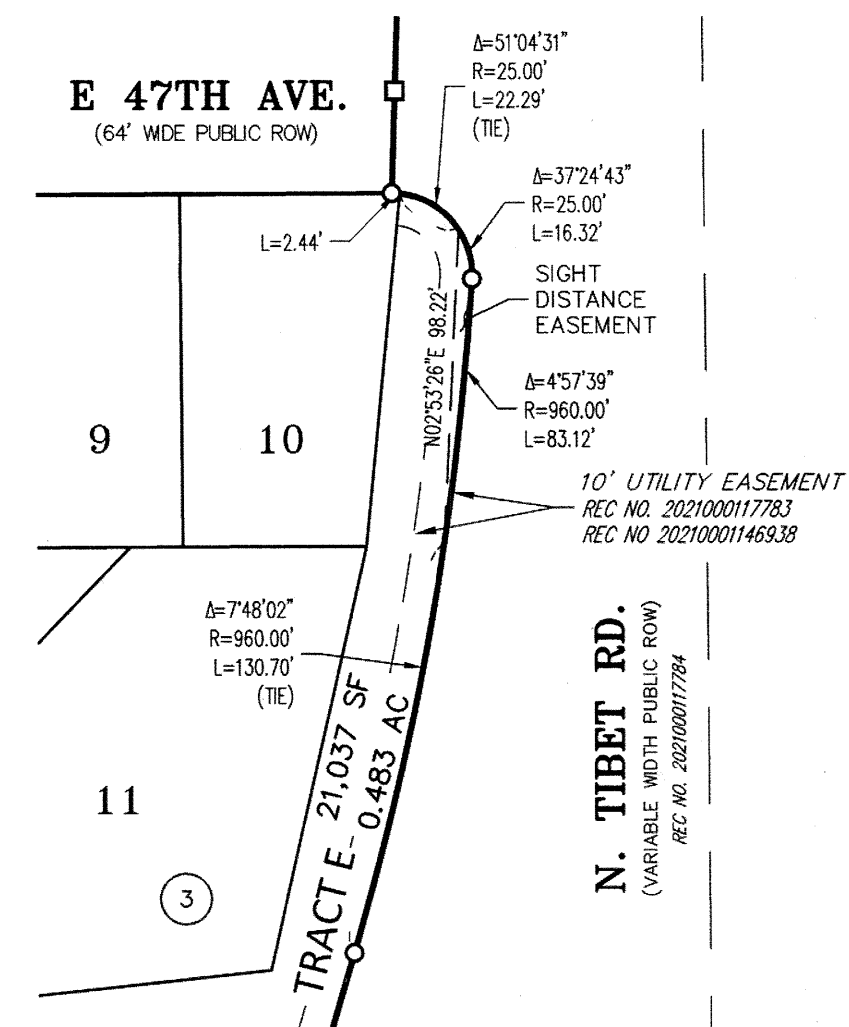 Δ=51°04'31"
R=25.00'
L=22.29'
(TIE)
E 47TH AVE.
(64' WIDE PUBLIC ROW)
Δ=37°24'43"
R=25.00'
L=16.32'
L=2.44'
SIGHT
DISTANCE
EASEMENT
N02°53'26"E 98.22'
Δ=4°57'39"
R=960.00'
L=83.12'
9
10
10' UTILITY EASEMENT
REC NO. 2021000117783
REC NO 20210001146938
Δ=7°48'02"
R=960.00'
L=130.70'
(TIE)
N. TIBET RD.
(VARIABLE WIDTH PUBLIC ROW)
REC NO. 2021000117784
TRACT E 21,037 SF
0.483 AC
11
3